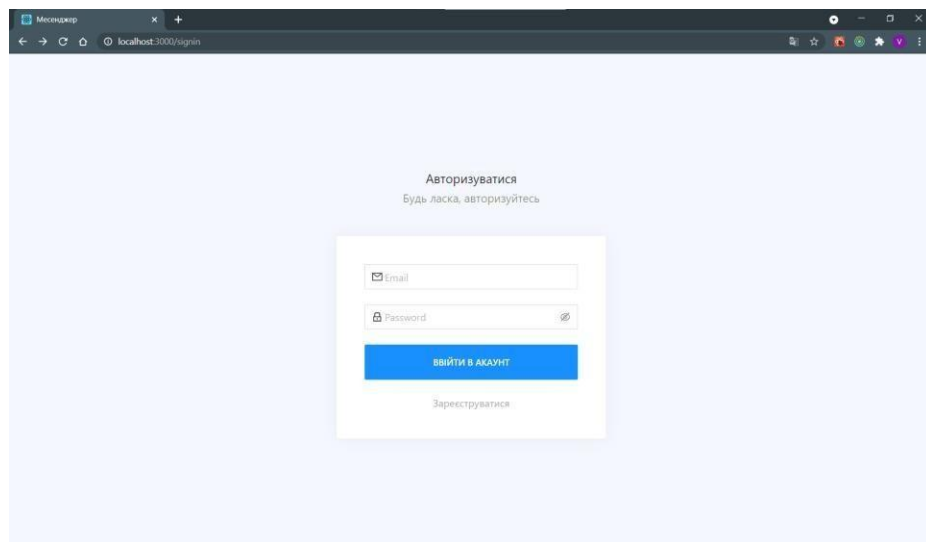 Месенджер
localhost:3000/signin
V
Авторизуватися
Будь ласка, авторизуйтесь
Email
Password
ВВІЙТИ В АКАУНТ
Зареєструватися